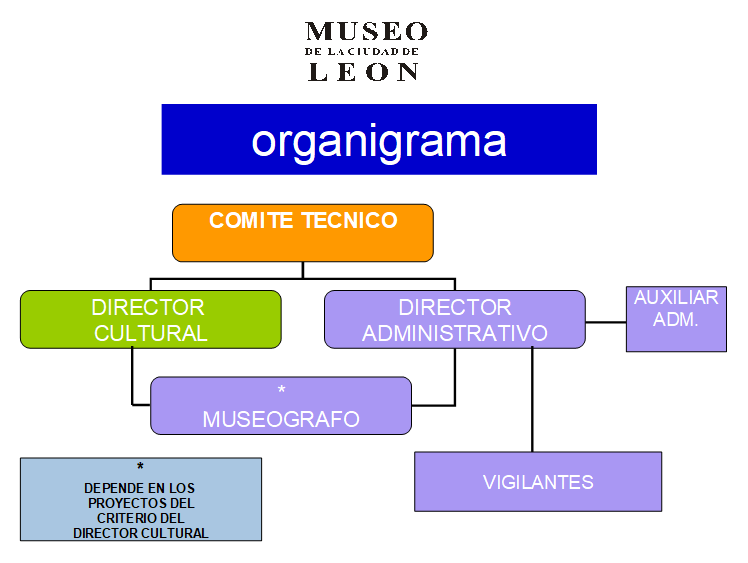 MUSEO
DE LA CIUDAD DE
LEON
organigrama
COMITE TECNICO
DIRECTOR
CULTURAL
DIRECTOR
ADMINISTRATIVO
AUXILIAR
ADM.
*
MUSEOGRAFO
*
DEPENDE EN LOS
PROYECTOS DEL
CRITERIO DEL
DIRECTOR CULTURAL
VIGILANTES